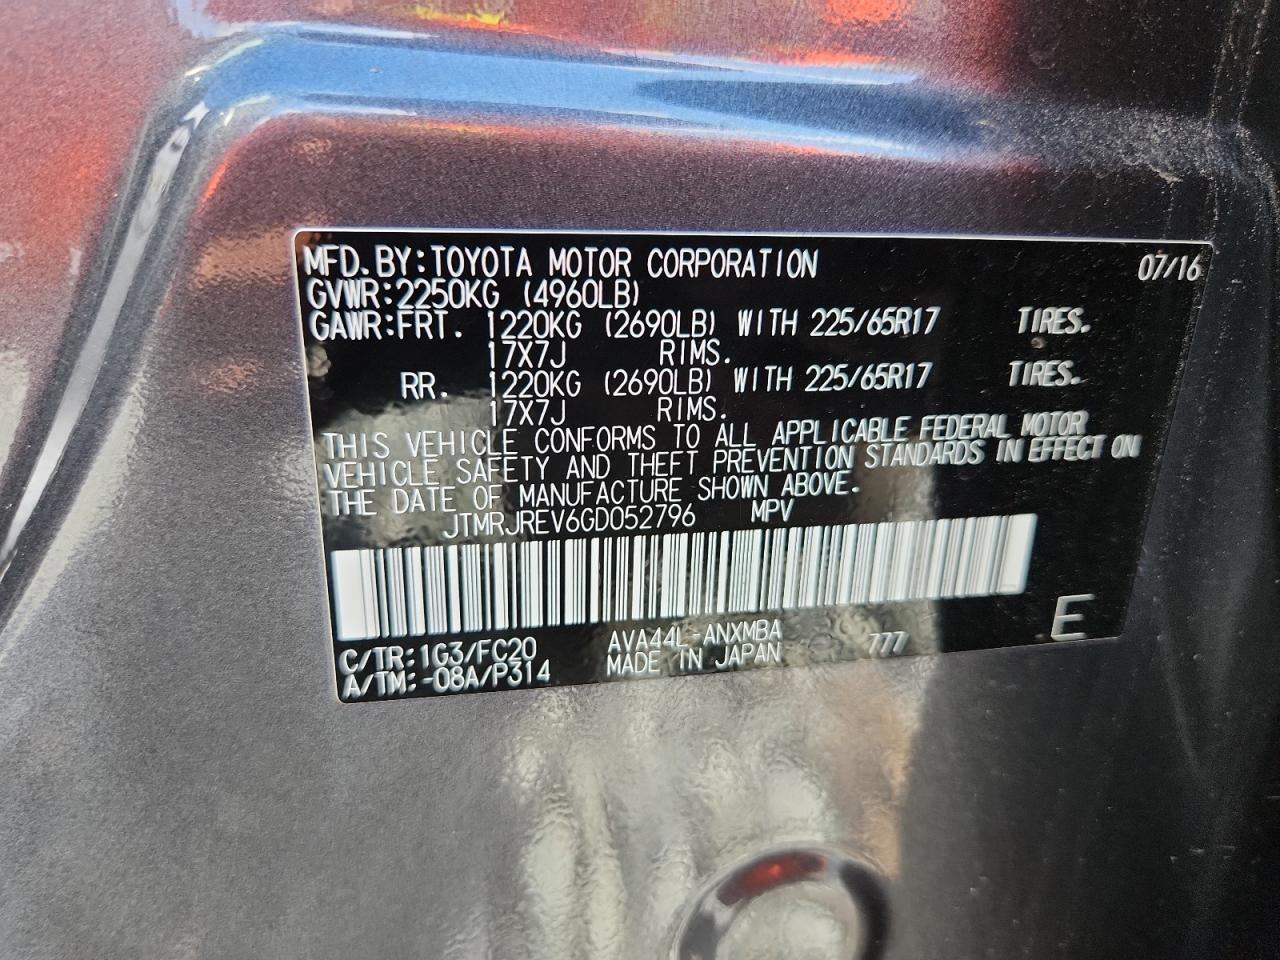 MFD. BY: TOYOTA MOTOR CORPORATION 07/16
GVWR: 2250KG (4960LB)
GAWR: FRT. 1220KG (2690LB) WITH 225/65R17 TIRES.
17X7J RIMS.
RR. 1220KG (2690LB) WITH 225/65R17 TIRES.
17X7J RIMS.
THIS VEHICLE CONFORMS TO ALL APPLICABLE FEDERAL MOTOR
VEHICLE SAFETY AND THEFT PREVENTION STANDARDS IN EFFECT ON
THE DATE OF MANUFACTURE SHOWN ABOVE.
JTMRJREV6GD052796 MPV
C/TR: 1G3/FC20 AVA44L-ANXMBA 777 E
A/TM: -08A/P314 MADE IN JAPAN